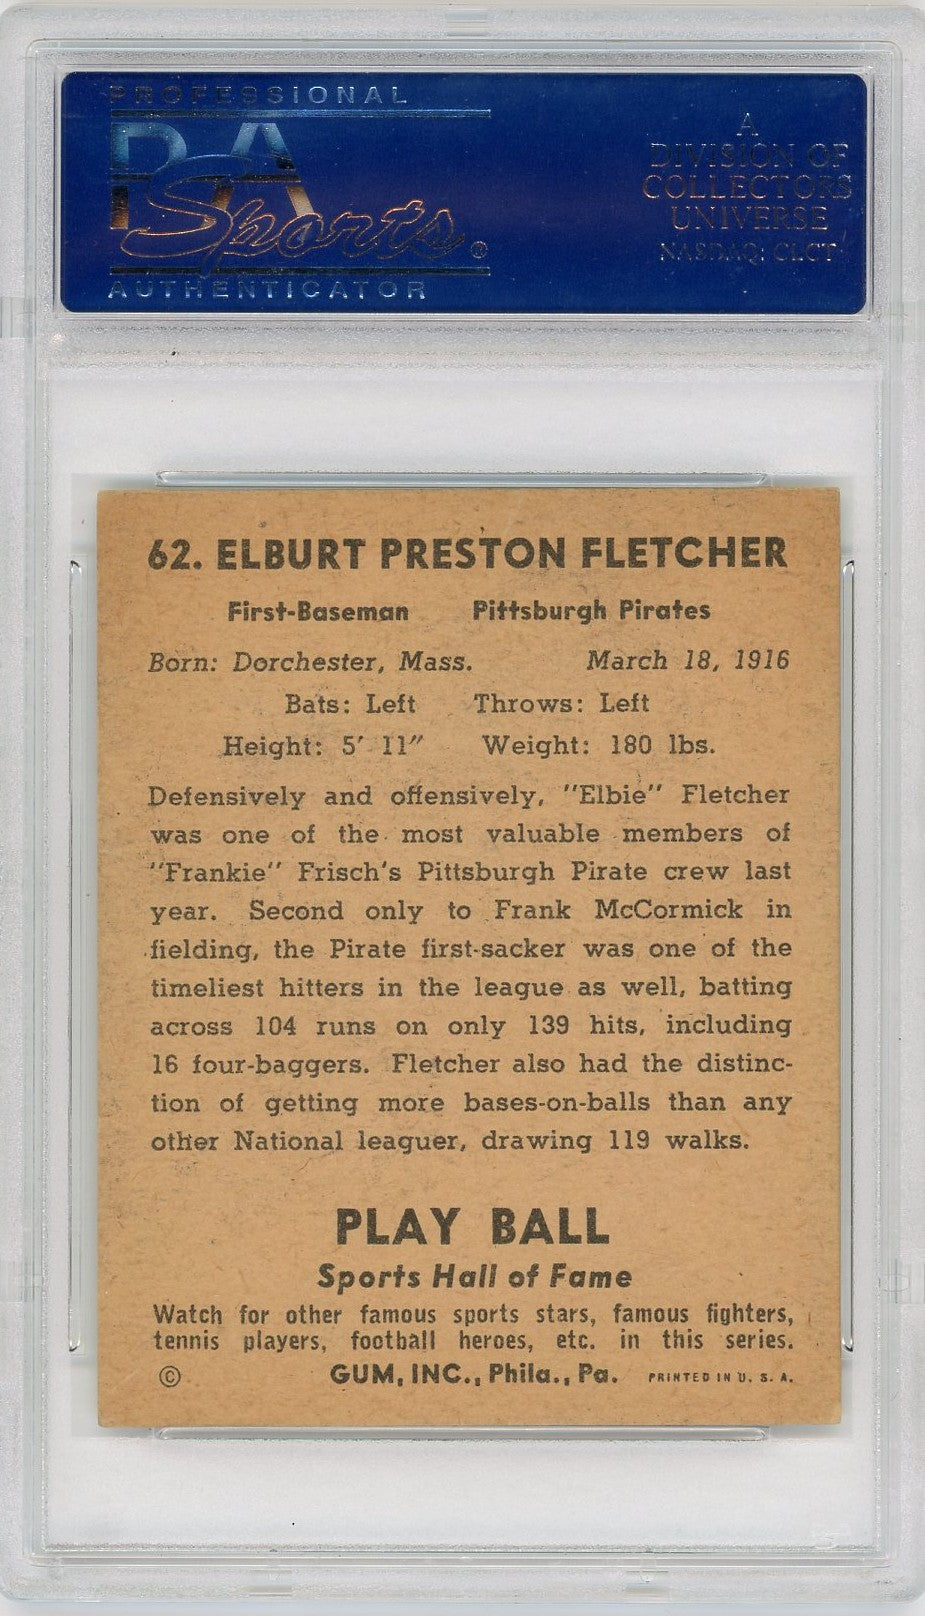 PROFESSIONAL
PSA
Sports®
AUTHENTICATOR
A
DIVISION OF
COLLECTORS
UNIVERSE
NASDAQ: CLCT
62. ELBURT PRESTON FLETCHER
First-Baseman Pittsburgh Pirates
Born: Dorchester, Mass. March 18, 1916
Bats: Left Throws: Left
Height: 5′ 11″ Weight: 180 lbs.
Defensively and offensively, "Elbie" Fletcher
was one of the most valuable members of
"Frankie" Frisch's Pittsburgh Pirate crew last
year. Second only to Frank McCormick in
fielding, the Pirate first-sacker was one of the
timeliest hitters in the league as well, batting
across 104 runs on only 139 hits, including
16 four-baggers. Fletcher also had the distinc-
tion of getting more bases-on-balls than any
other National leaguer, drawing 119 walks.
PLAY BALL
Sports Hall of Fame
Watch for other famous sports stars, famous fighters,
tennis players, football heroes, etc. in this series.
© GUM, INC., Phila., Pa. PRINTED IN U. S. A.